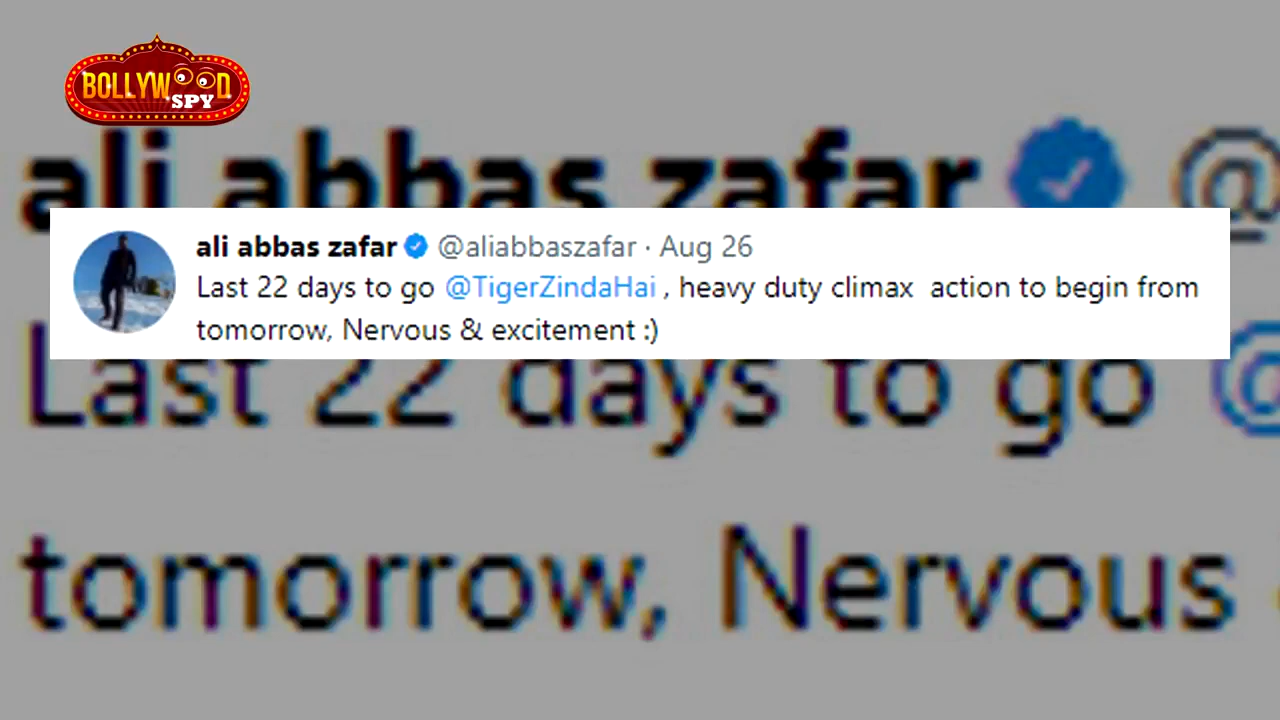 BOLLYWOOD
SPY
ali abbas zafar @
ali abbas zafar @aliabbaszafar · Aug 26
Last 22 days to go @TigerZindaHai , heavy duty climax  action to begin from
tomorrow, Nervous & excitement :)
Last 22 days to go @
tomorrow, Nervous